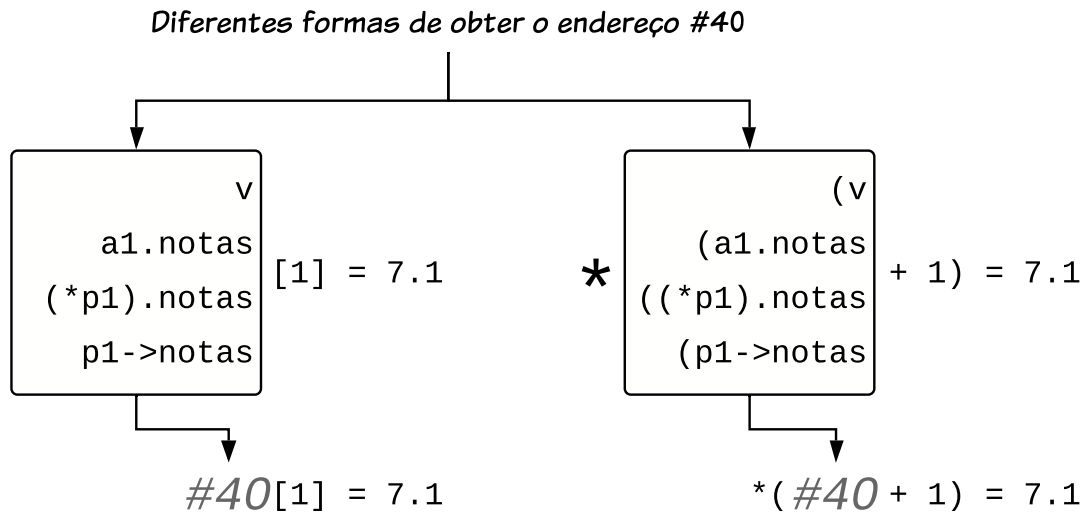 Diferentes formas de obter o endereço #40
v
a1.notas
(*p1).notas
p1->notas
[1] = 7.1
*
(v
(a1.notas
((*p1).notas
(p1->notas
+ 1) = 7.1
#40[1] = 7.1
*(#40 + 1) = 7.1